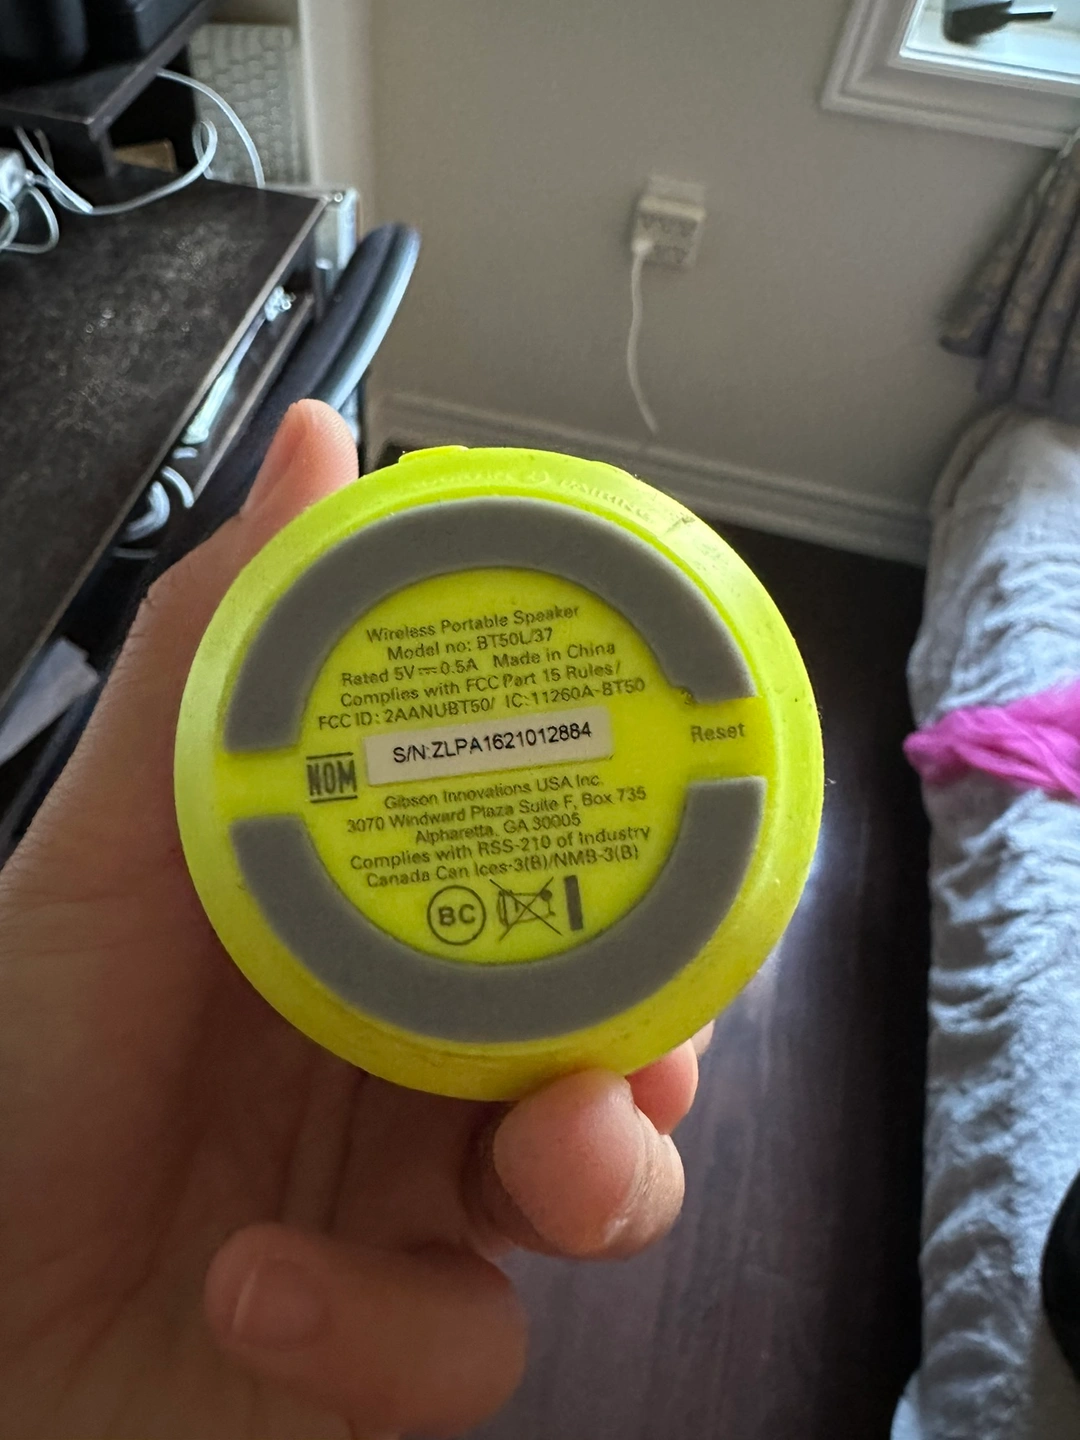 PAIRING
Wireless Portable Speaker
Model no: BT50L/37
Rated 5V⎓0.5A Made in China
Complies with FCC Part 15 Rules/
FCC ID: 2AANUBT50/ IC:11260A-BT50
S/N:ZLPA1621012884
Reset
NOM
Gibson Innovations USA Inc.
3070 Windward Plaza Suite F, Box 735
Alpharetta, GA 30005
Complies with RSS-210 of Industry
Canada Can Ices-3(B)/NMB-3(B)
BC